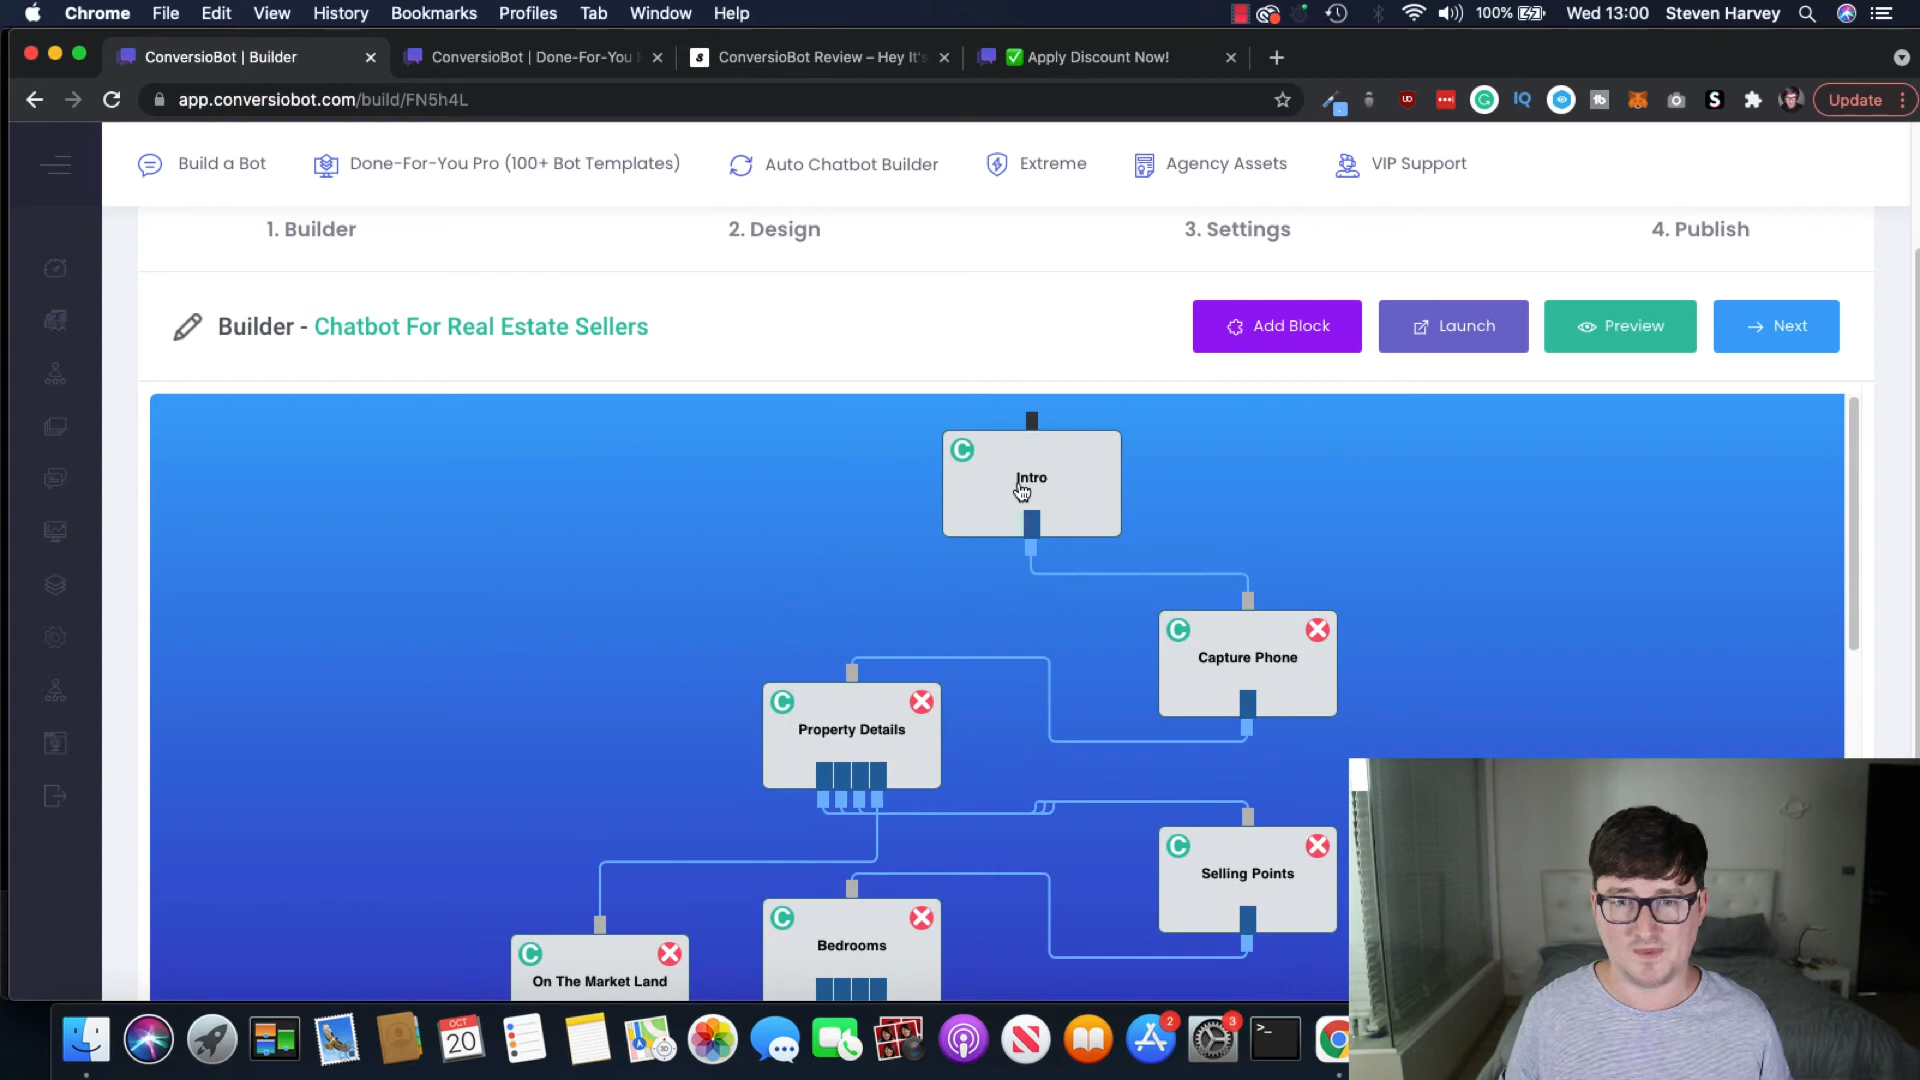 Chrome File Edit View History Bookmarks Profiles Tab Window Help 100% Wed 13:00 Steven Harvey
ConversioBot | Builder ConversioBot | Done-For-You ConversioBot Review – Hey It's ✅ Apply Discount Now!
app.conversiobot.com/build/FN5h4L Update
Build a Bot Done-For-You Pro (100+ Bot Templates) Auto Chatbot Builder Extreme Agency Assets VIP Support
1. Builder 2. Design 3. Settings 4. Publish
Builder - Chatbot For Real Estate Sellers Add Block Launch Preview Next
C
Intro
C
Capture Phone
C
Property Details
C
Selling Points
C
Bedrooms
C
On The Market Land
OCT
20
2
3